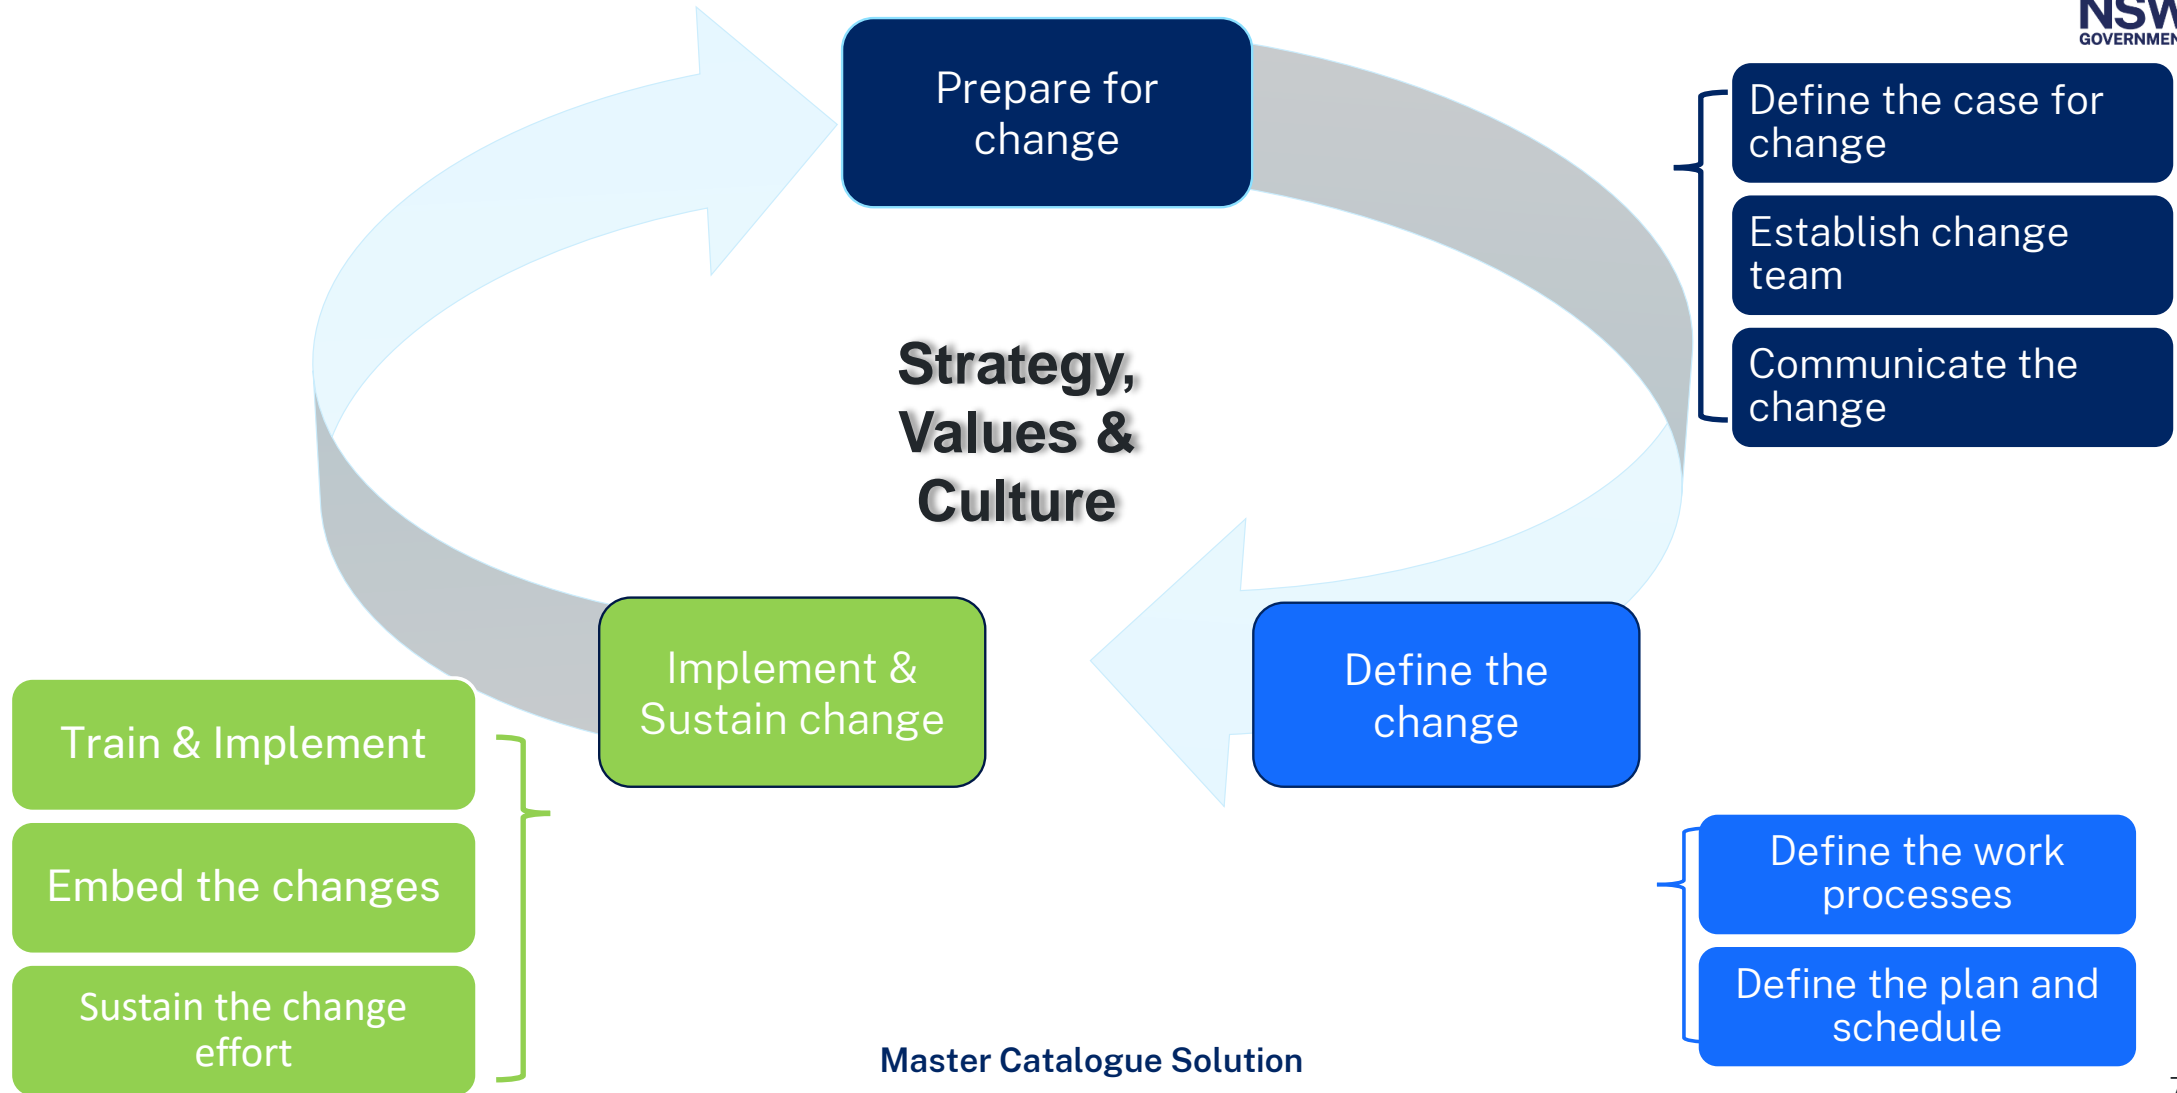 NSW
GOVERNMEN
Prepare for
change
Define the case for
change
Establish change
team
Communicate the
change
Strategy,
Values &
Culture
Implement &
Sustain change
Define the
change
Train & Implement
Embed the changes
Sustain the change
effort
Define the work
processes
Define the plan and
schedule
Master Catalogue Solution